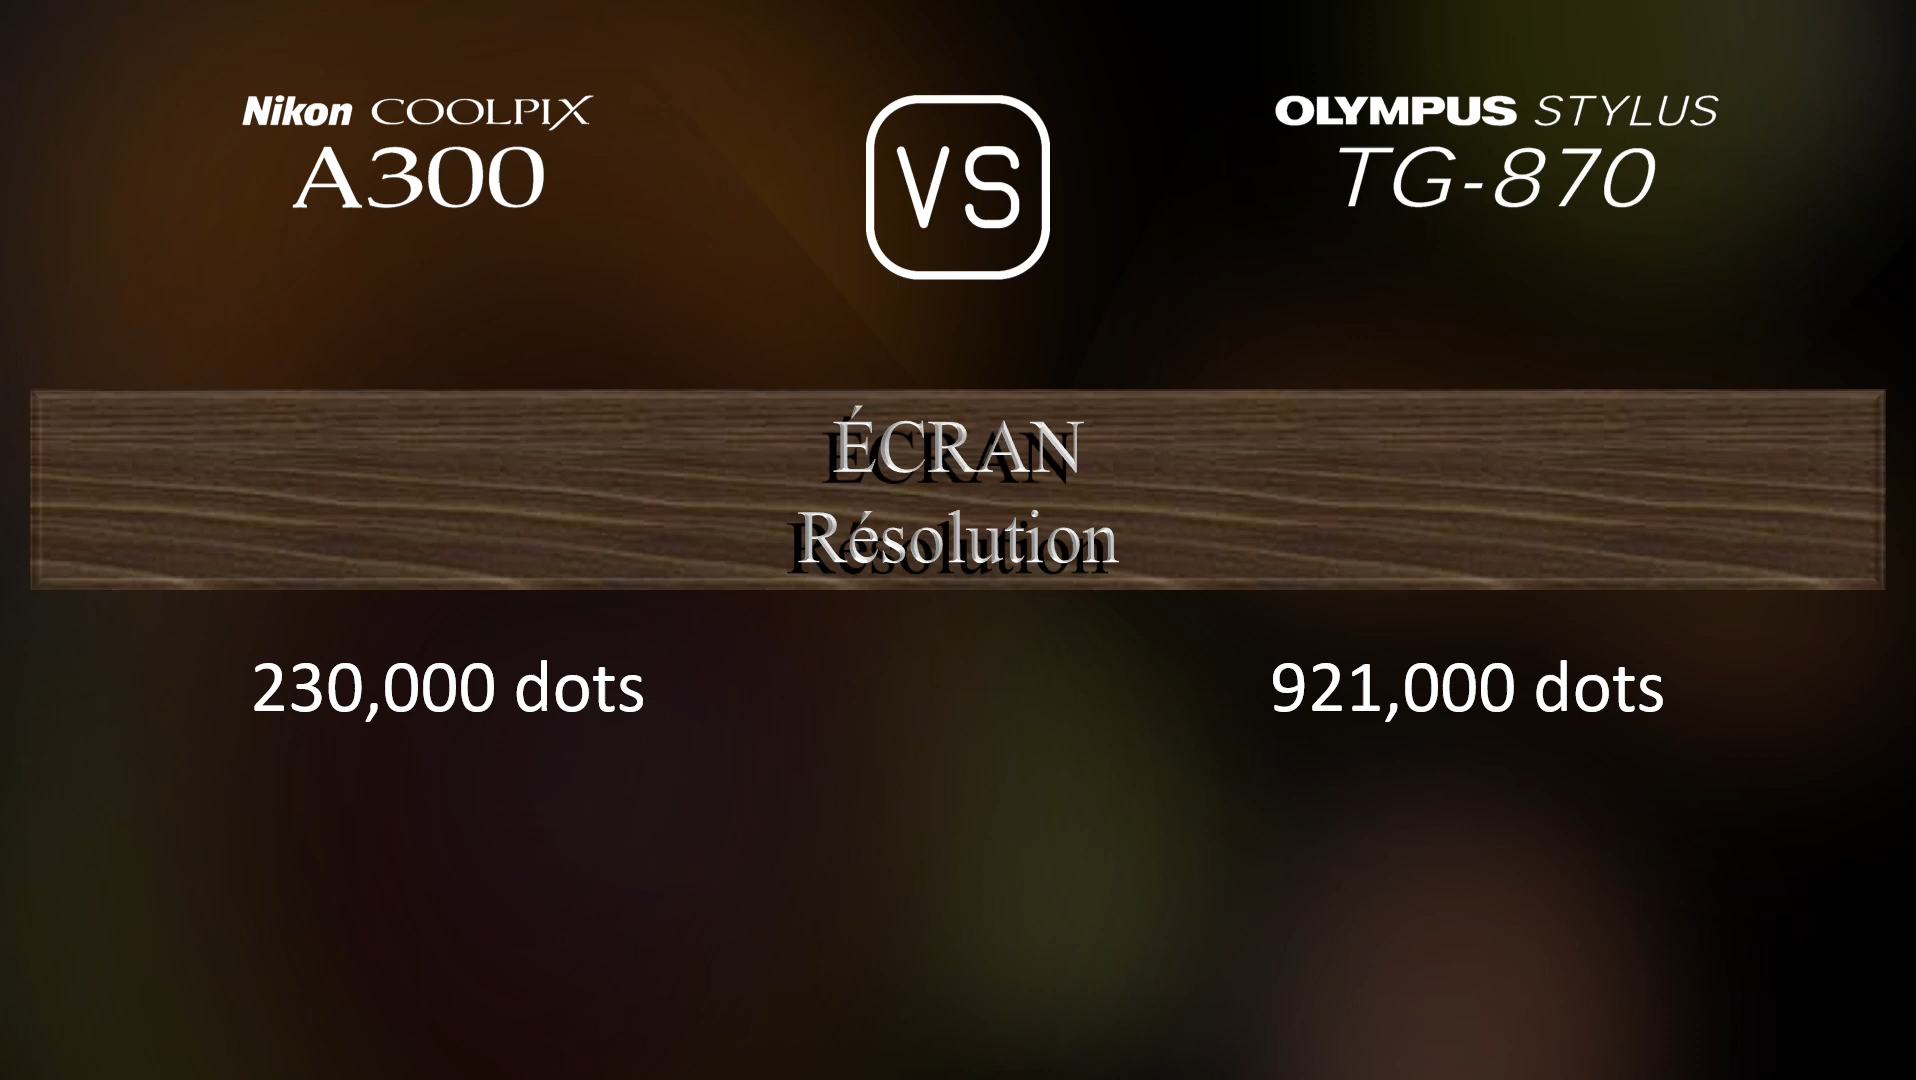 Nikon COOLPIX
A300
VS
OLYMPUS STYLUS
TG-870
ÉCRAN
Résolution
230,000 dots
921,000 dots